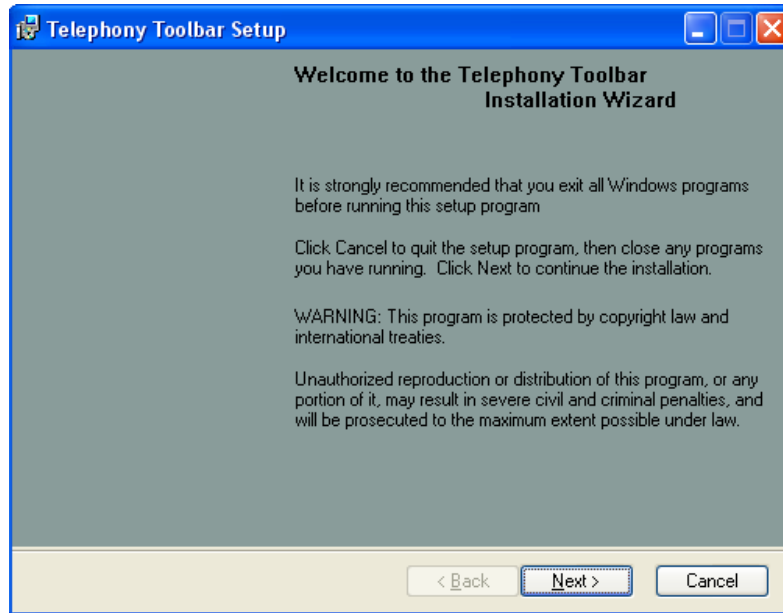 Telephony Toolbar Setup
Welcome to the Telephony Toolbar
Installation Wizard
It is strongly recommended that you exit all Windows programs
before running this setup program
Click Cancel to quit the setup program, then close any programs
you have running.  Click Next to continue the installation.
WARNING: This program is protected by copyright law and
international treaties.
Unauthorized reproduction or distribution of this program, or any
portion of it, may result in severe civil and criminal penalties, and
will be prosecuted to the maximum extent possible under law.
< Back Next > Cancel